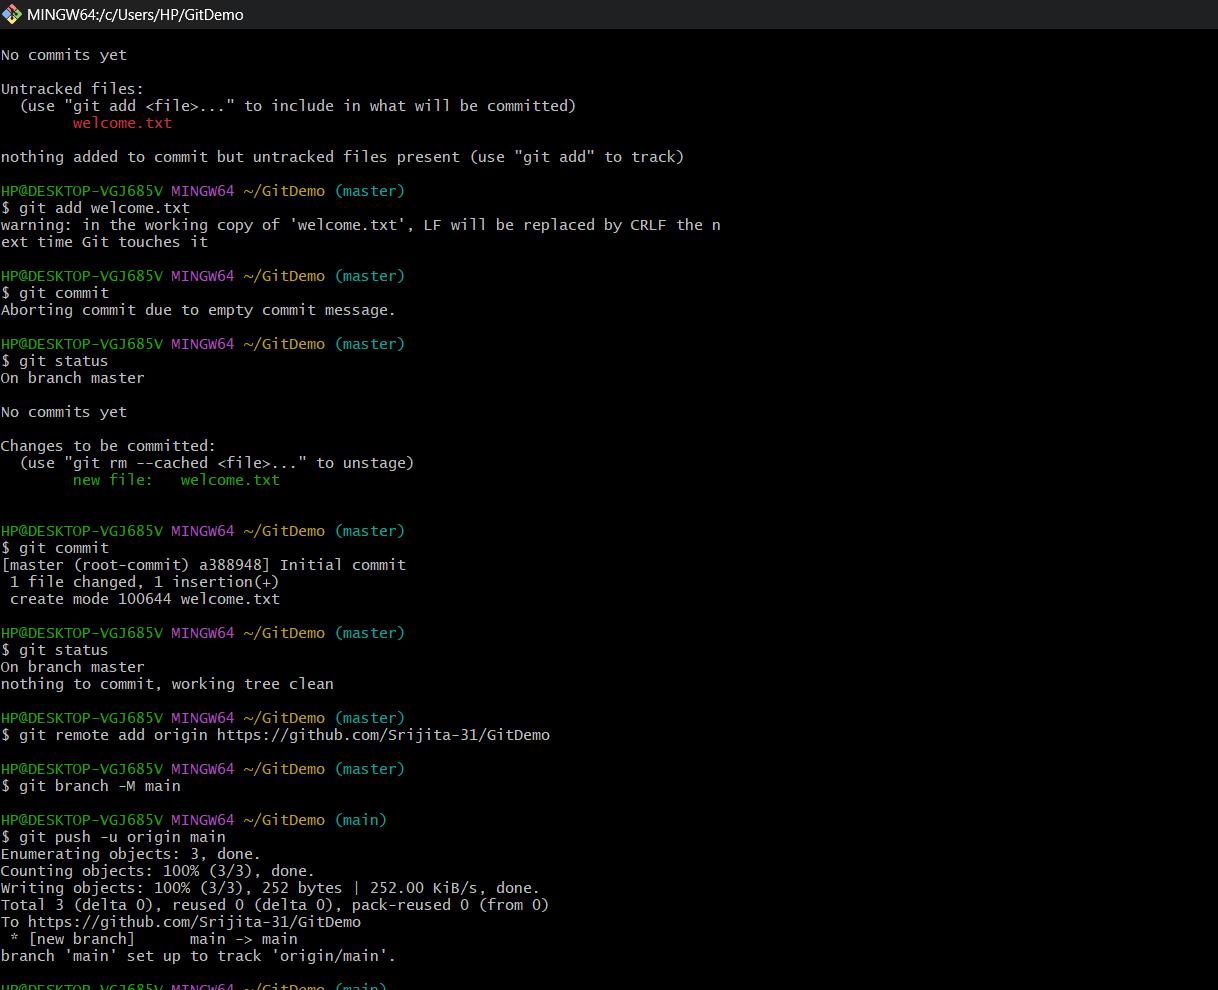 MINGW64:/c/Users/HP/GitDemo
No commits yet
Untracked files:
  (use "git add <file>..." to include in what will be committed)
        welcome.txt
nothing added to commit but untracked files present (use "git add" to track)
HP@DESKTOP-VGJ685V MINGW64 ~/GitDemo (master)
$ git add welcome.txt
warning: in the working copy of 'welcome.txt', LF will be replaced by CRLF the n
ext time Git touches it
HP@DESKTOP-VGJ685V MINGW64 ~/GitDemo (master)
$ git commit
Aborting commit due to empty commit message.
HP@DESKTOP-VGJ685V MINGW64 ~/GitDemo (master)
$ git status
On branch master
No commits yet
Changes to be committed:
  (use "git rm --cached <file>..." to unstage)
        new file:   welcome.txt
HP@DESKTOP-VGJ685V MINGW64 ~/GitDemo (master)
$ git commit
[master (root-commit) a388948] Initial commit
 1 file changed, 1 insertion(+)
 create mode 100644 welcome.txt
HP@DESKTOP-VGJ685V MINGW64 ~/GitDemo (master)
$ git status
On branch master
nothing to commit, working tree clean
HP@DESKTOP-VGJ685V MINGW64 ~/GitDemo (master)
$ git remote add origin https://github.com/Srijita-31/GitDemo
HP@DESKTOP-VGJ685V MINGW64 ~/GitDemo (master)
$ git branch -M main
HP@DESKTOP-VGJ685V MINGW64 ~/GitDemo (main)
$ git push -u origin main
Enumerating objects: 3, done.
Counting objects: 100% (3/3), done.
Writing objects: 100% (3/3), 252 bytes | 252.00 KiB/s, done.
Total 3 (delta 0), reused 0 (delta 0), pack-reused 0 (from 0)
To https://github.com/Srijita-31/GitDemo
 * [new branch]      main -> main
branch 'main' set up to track 'origin/main'.
HP@DESKTOP-VGJ685V MINGW64 ~/GitDemo (main)